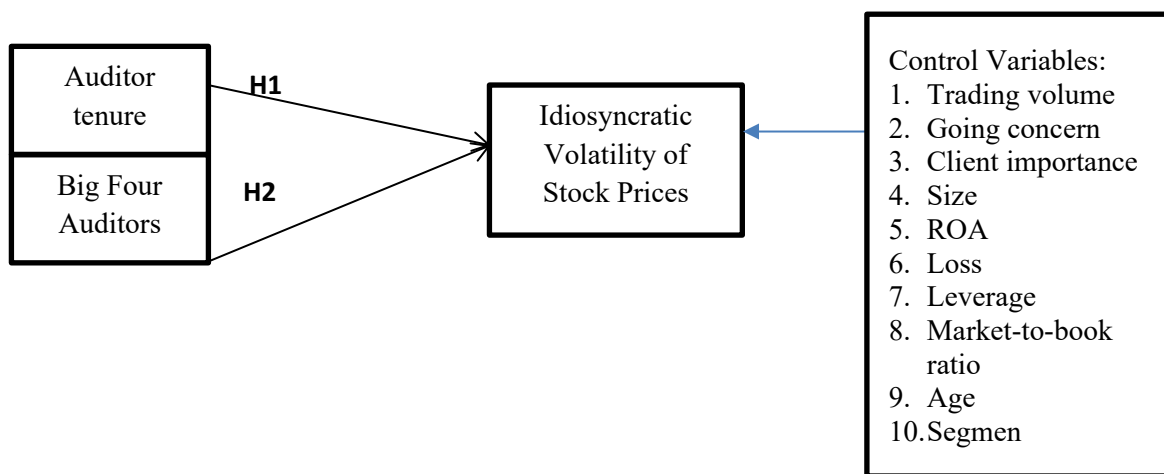 Auditor
tenure
Big Four
Auditors
H1
H2
Idiosyncratic
Volatility of
Stock Prices
Control Variables:
1. Trading volume
2. Going concern
3. Client importance
4. Size
5. ROA
6. Loss
7. Leverage
8. Market-to-book
ratio
9. Age
10.Segmen